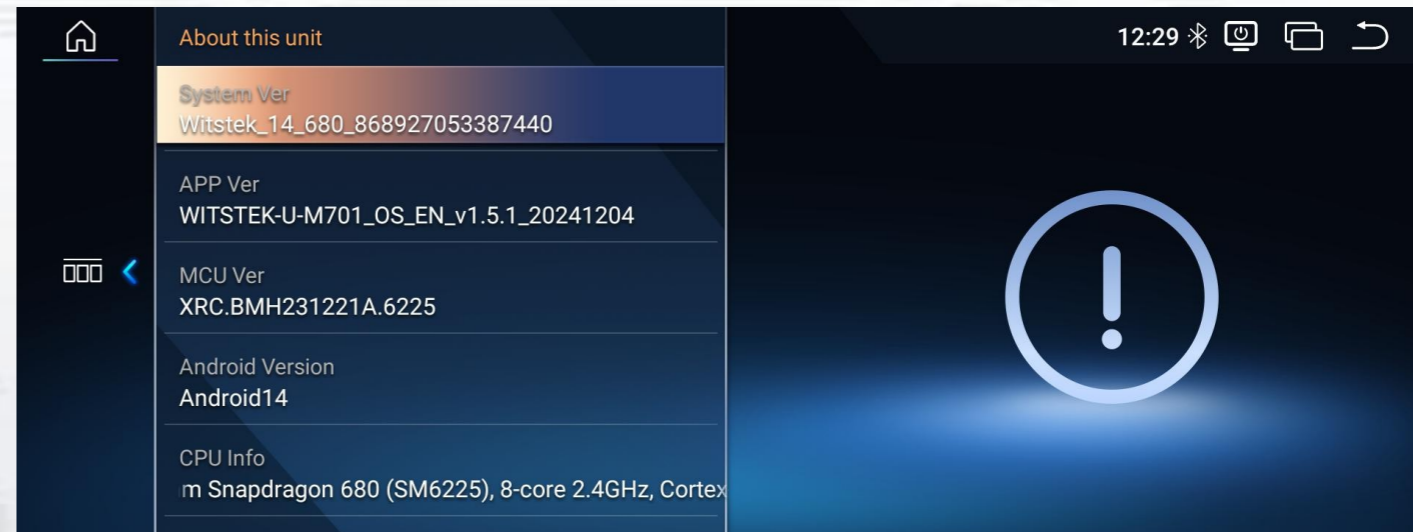 About this unit
12:29
System Ver
Witstek_14_680_868927053387440
APP Ver
WITSTEK-U-M701_OS_EN_v1.5.1_20241204
MCU Ver
XRC.BMH231221A.6225
Android Version
Android14
CPU Info
m Snapdragon 680 (SM6225), 8-core 2.4GHz, Cortex